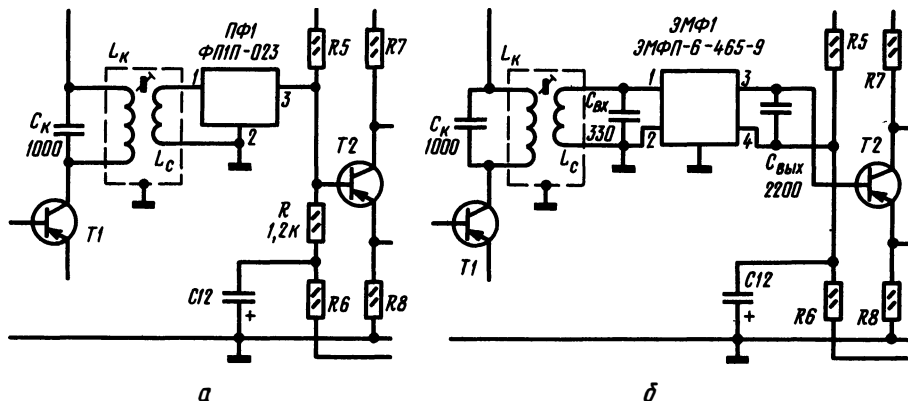 ПФ1
ФП1П-023
R5
R7
Lк
1
3
2
Cк
1000
Lс
T2
T1
R
1,2к
C12
+
R6
R8
а
ЭМФ1
ЭМФП-6-465-9
R5
R7
Lк
1
3
Cвх
330
2
4
Cк
1000
Lс
Cвых
2200
T2
T1
C12
+
R6
R8
б